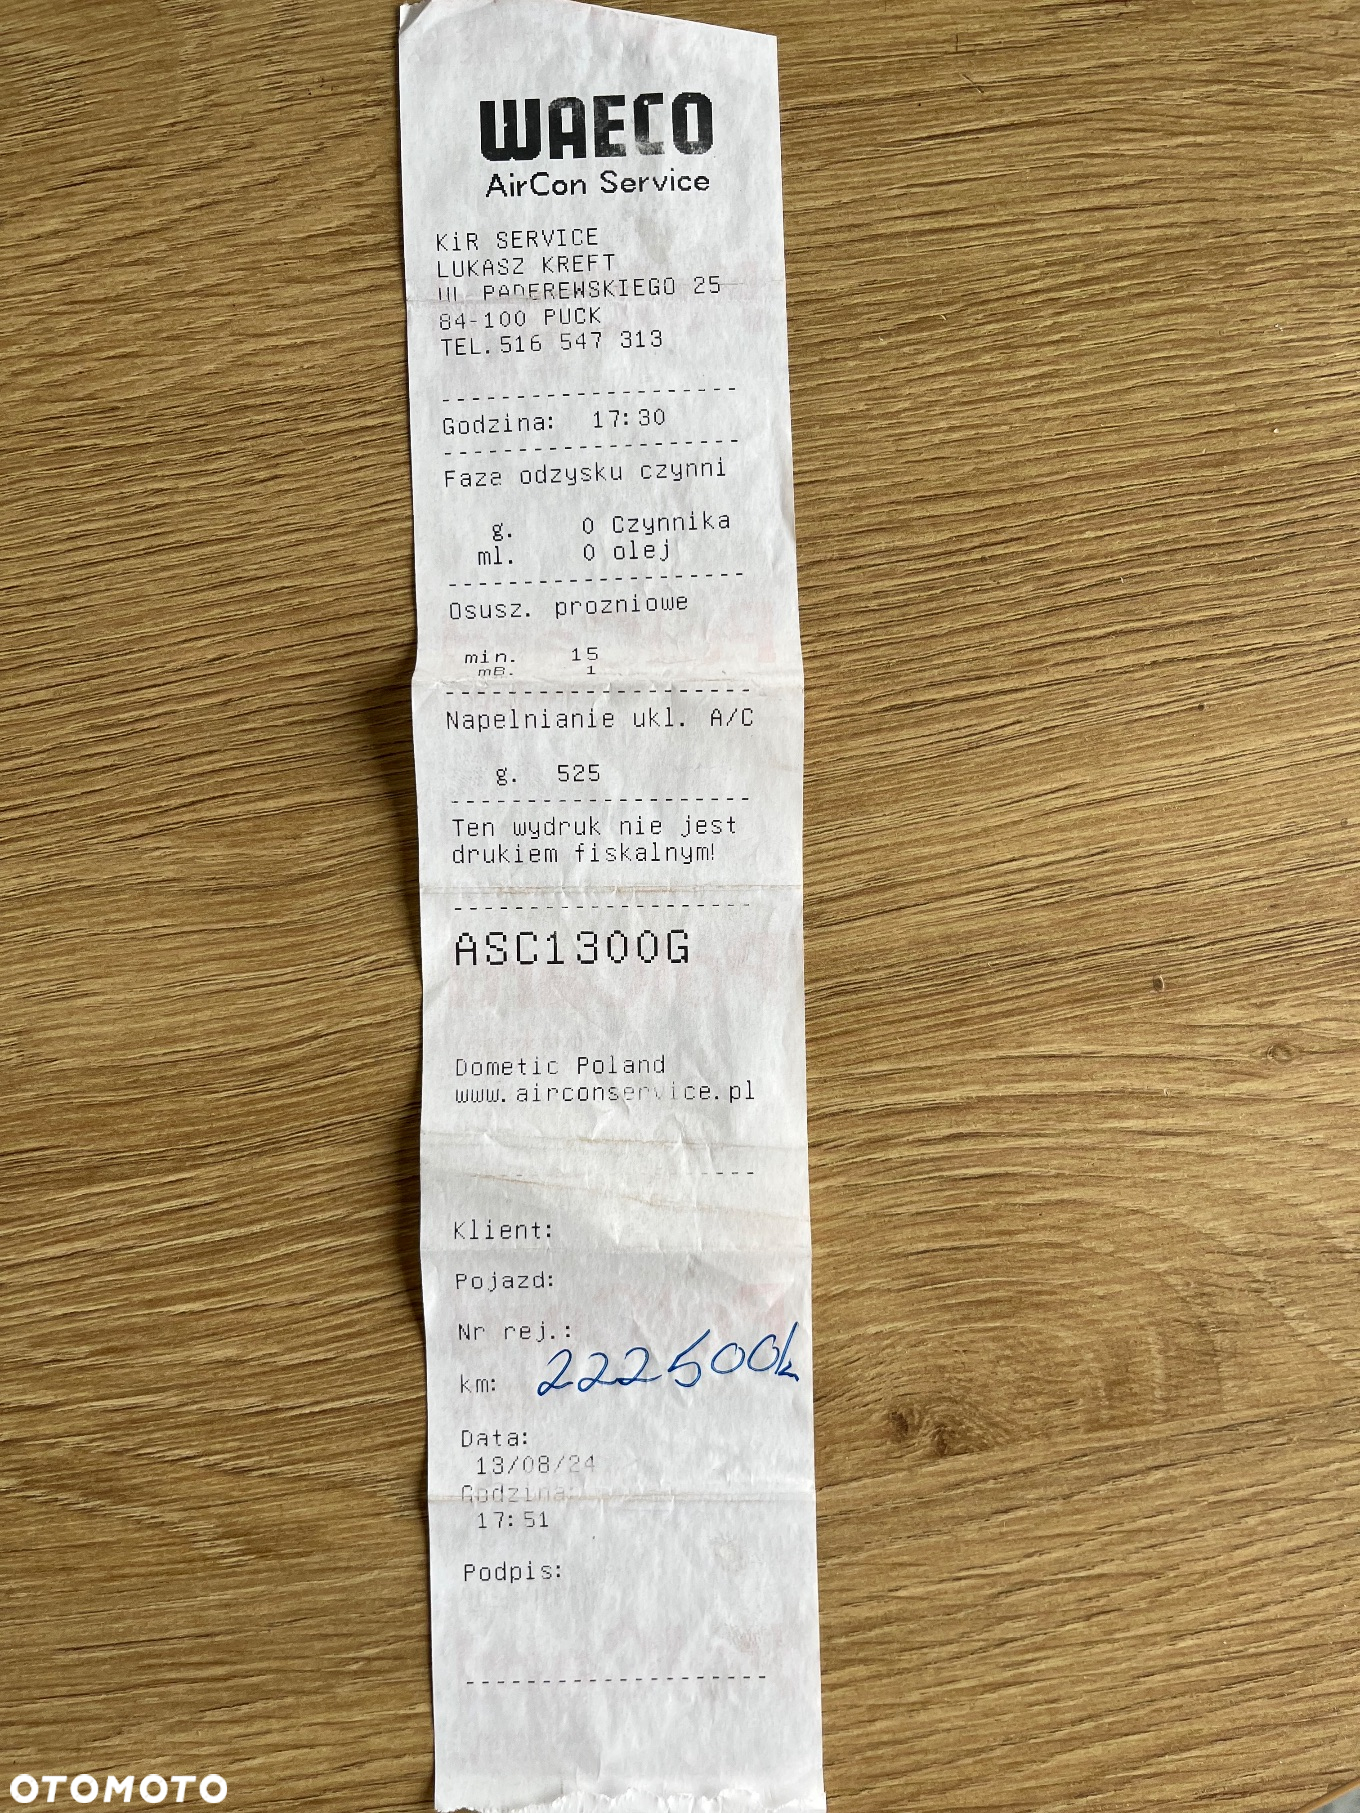 WAECO
AirCon Service
KiR SERVICE
LUKASZ KREFT
UL. PADEREWSKIEGO 25
84-100 PUCK
TEL.516 547 313
Godzina: 17:30
Faza odzysku czynni
g. 0 Czynnika
ml. 0 olej
Osusz. prozniowe
min. 15
mB. 1
Napelnianie ukl. A/C
g. 525
Ten wydruk nie jest
drukiem fiskalnym!
ASC1300G
Dometic Poland
www.airconservice.pl
Klient:
Pojazd:
Nr rej.:
km: 222500km
Data:
13/08/24
Godzina:
17:51
Podpis:
OTOMOTO